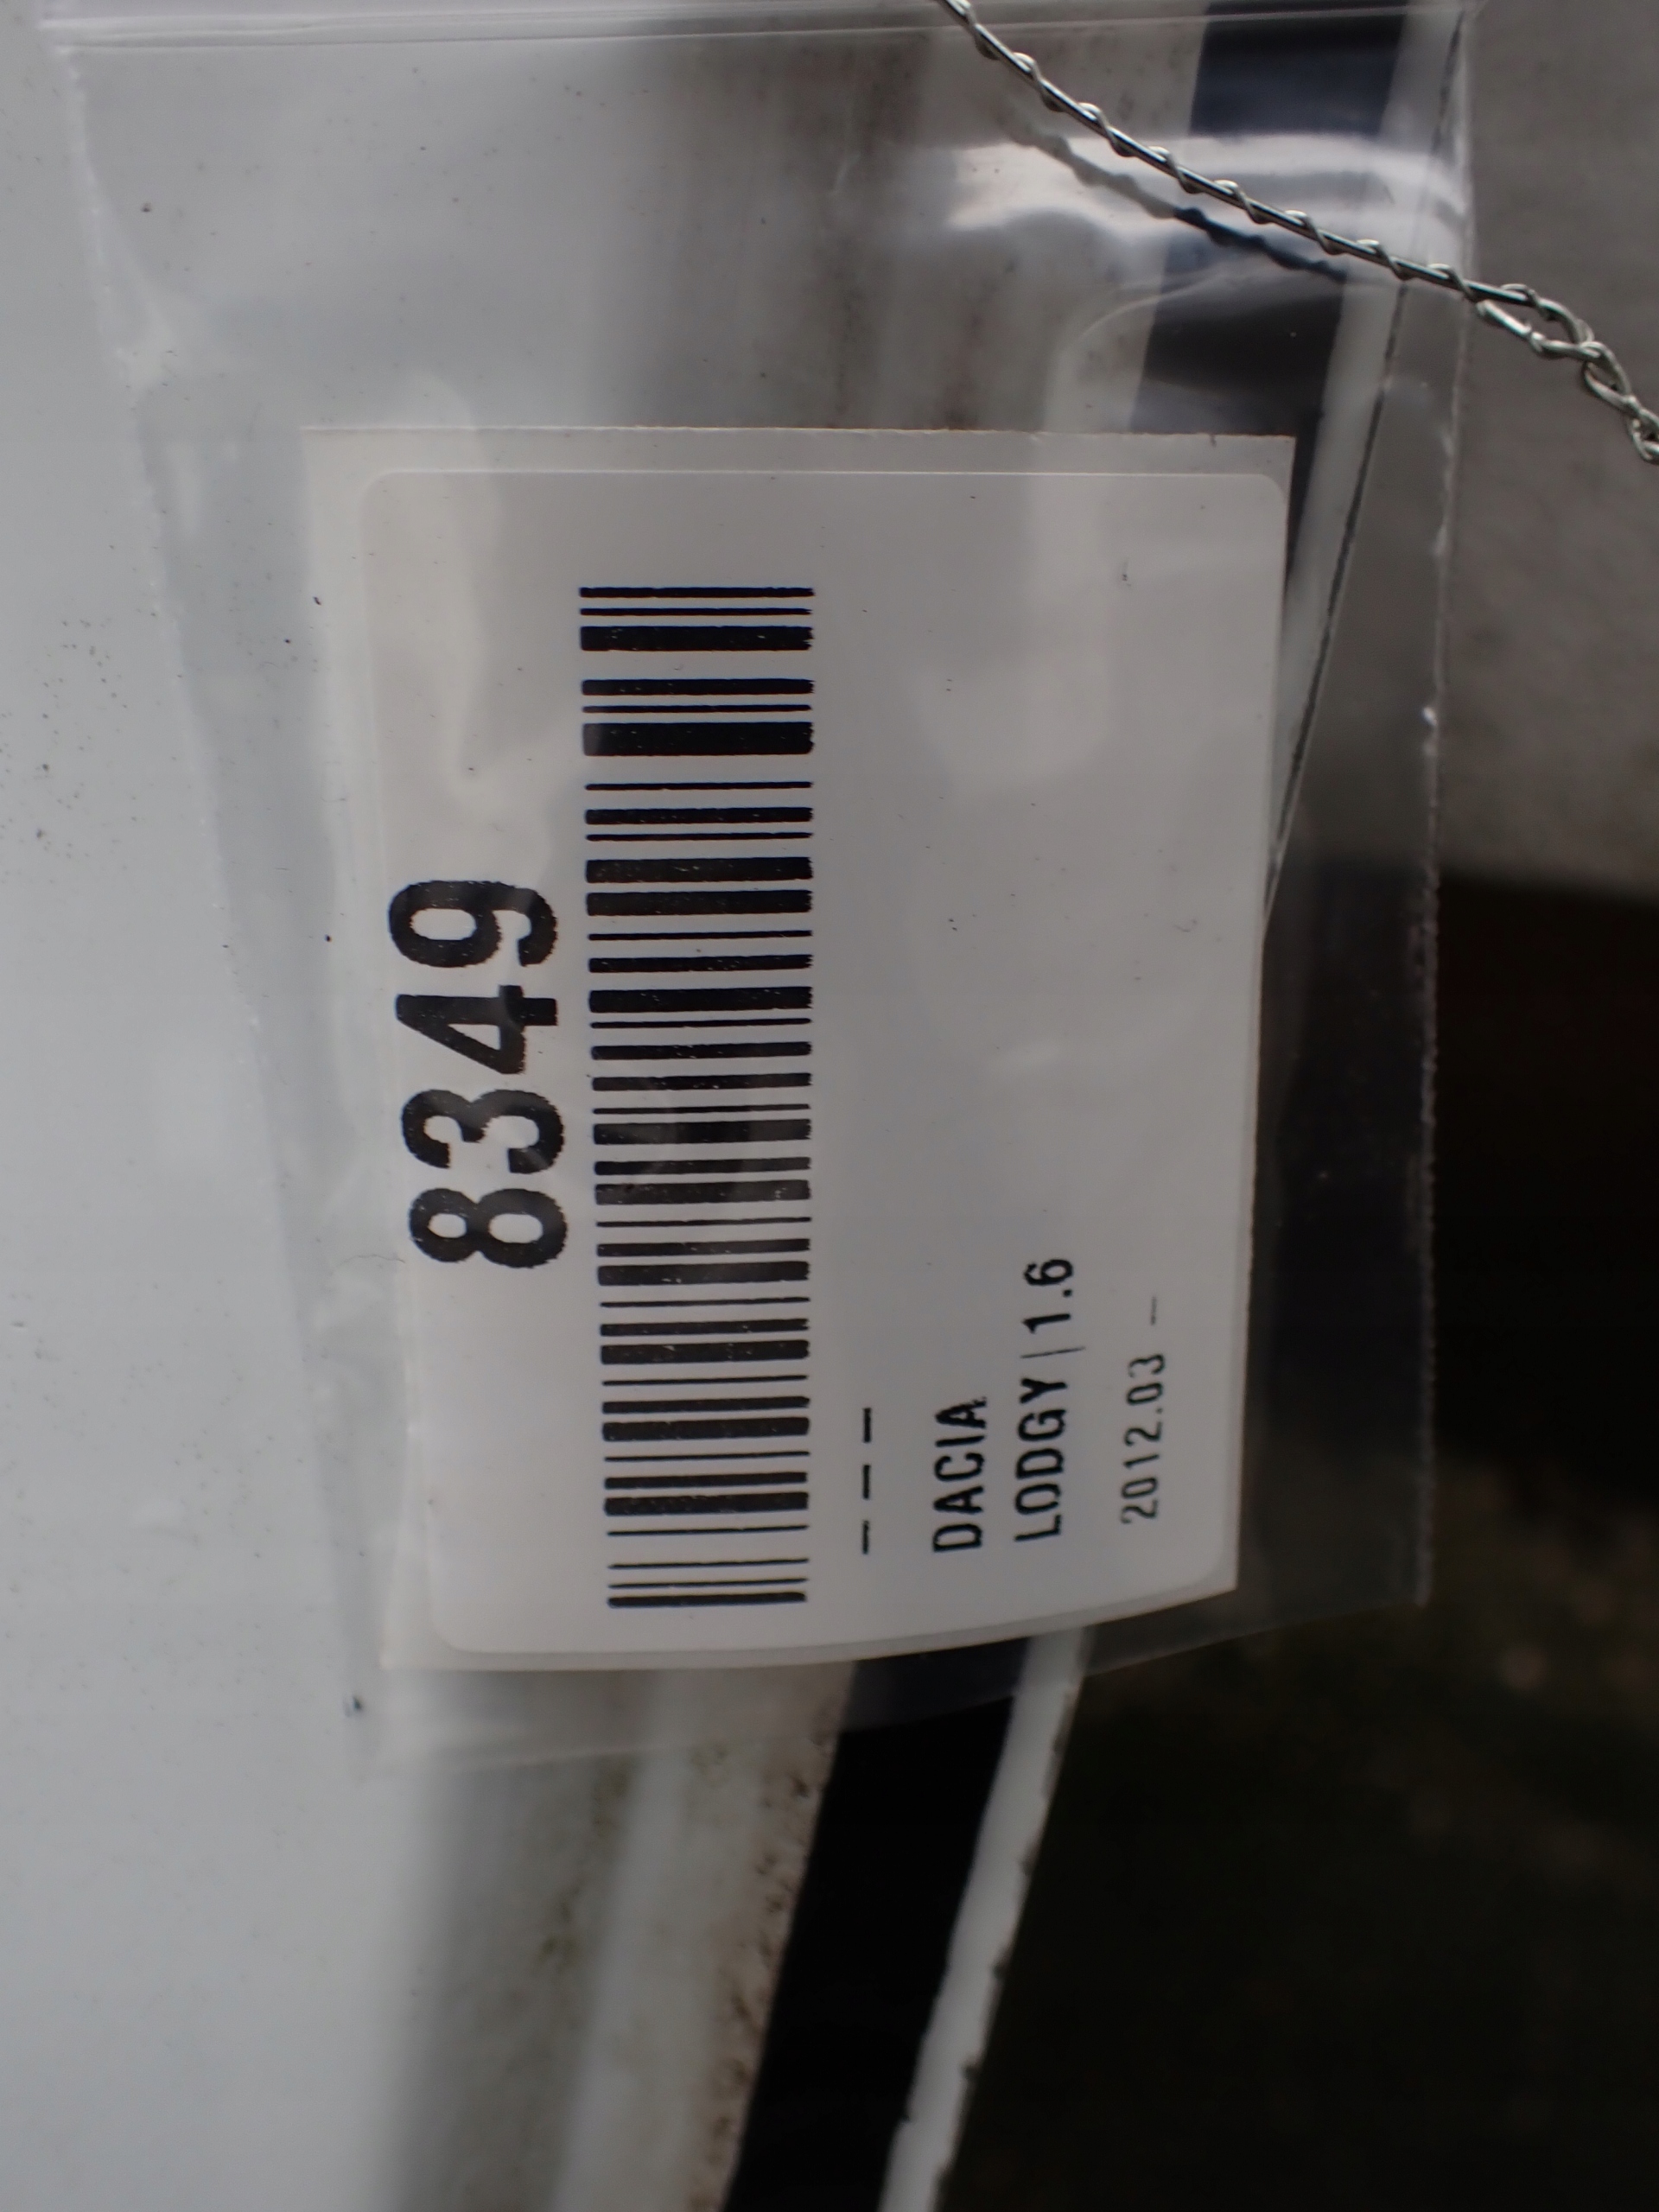 8349
– – –
DACIA
LODGY | 1.6
2012.03 –